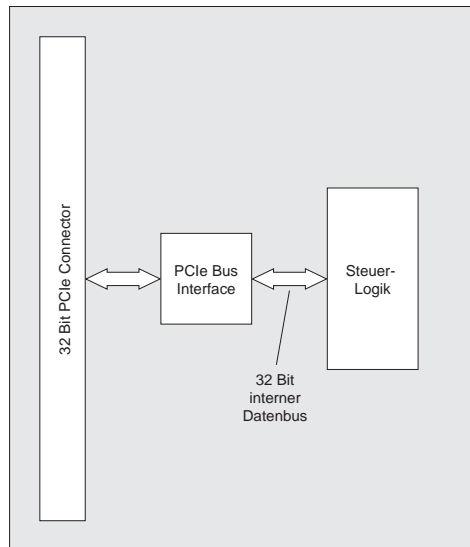 32 Bit PCIe Connector
PCIe Bus
Interface
Steuer-
Logik
32 Bit
interner
Datenbus